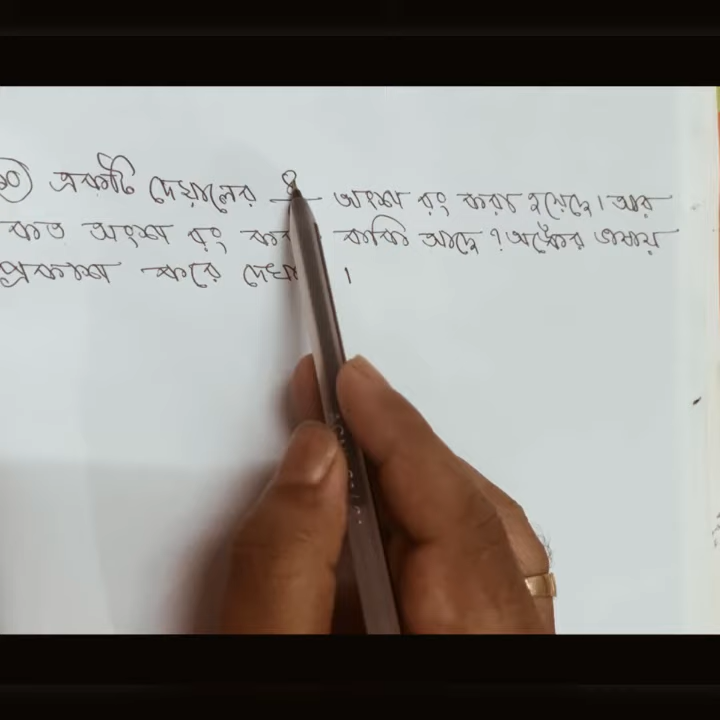 ১০ একটি দেয়ালের ৪ অংশ রং করা হয়েছে। আর
কত অংশ রং বাকি আছে ? অঙ্কের ভাষায়
প্রকাশ করে ।